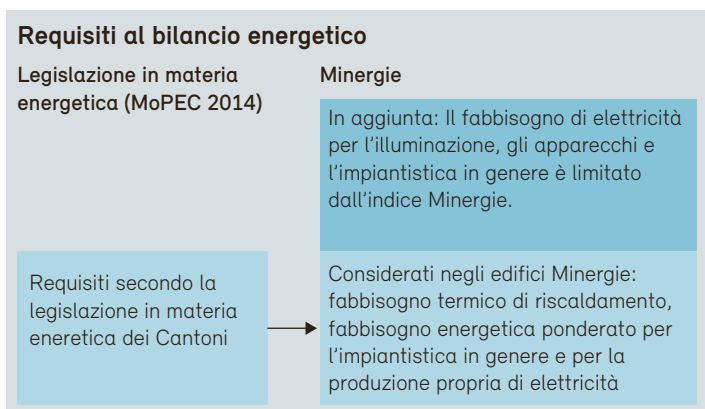 Requisiti al bilancio energetico
Legislazione in materia
energetica (MoPEC 2014)
Minergie
In aggiunta: Il fabbisogno di elettricità
per l'illuminazione, gli apparecchi e
l'impiantistica in genere è limitato
dall'indice Minergie.
Requisiti secondo la
legislazione in materia
eneretica dei Cantoni
Considerati negli edifici Minergie:
fabbisogno termico di riscaldamento,
fabbisogno energetica ponderato per
l'impiantistica in genere e per la
produzione propria di elettricità